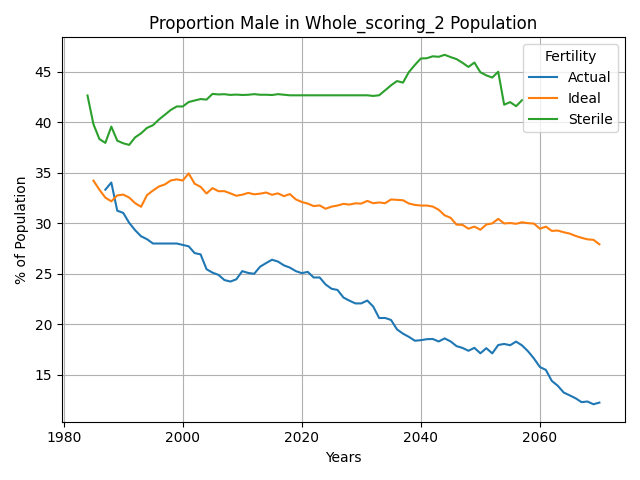 Proportion Male in Whole_scoring_2 Population
Fertility
Actual
Ideal
Sterile
% of Population
45
40
35
30
25
20
15
1980
2000
2020
2040
2060
Years